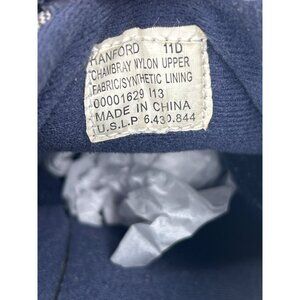 HANFORD 11D
CHAMBRAY NYLON UPPER
FABRIC/SYNTHETIC LINING
00001629 I13
MADE IN CHINA
U.S.L.P 6.430.844